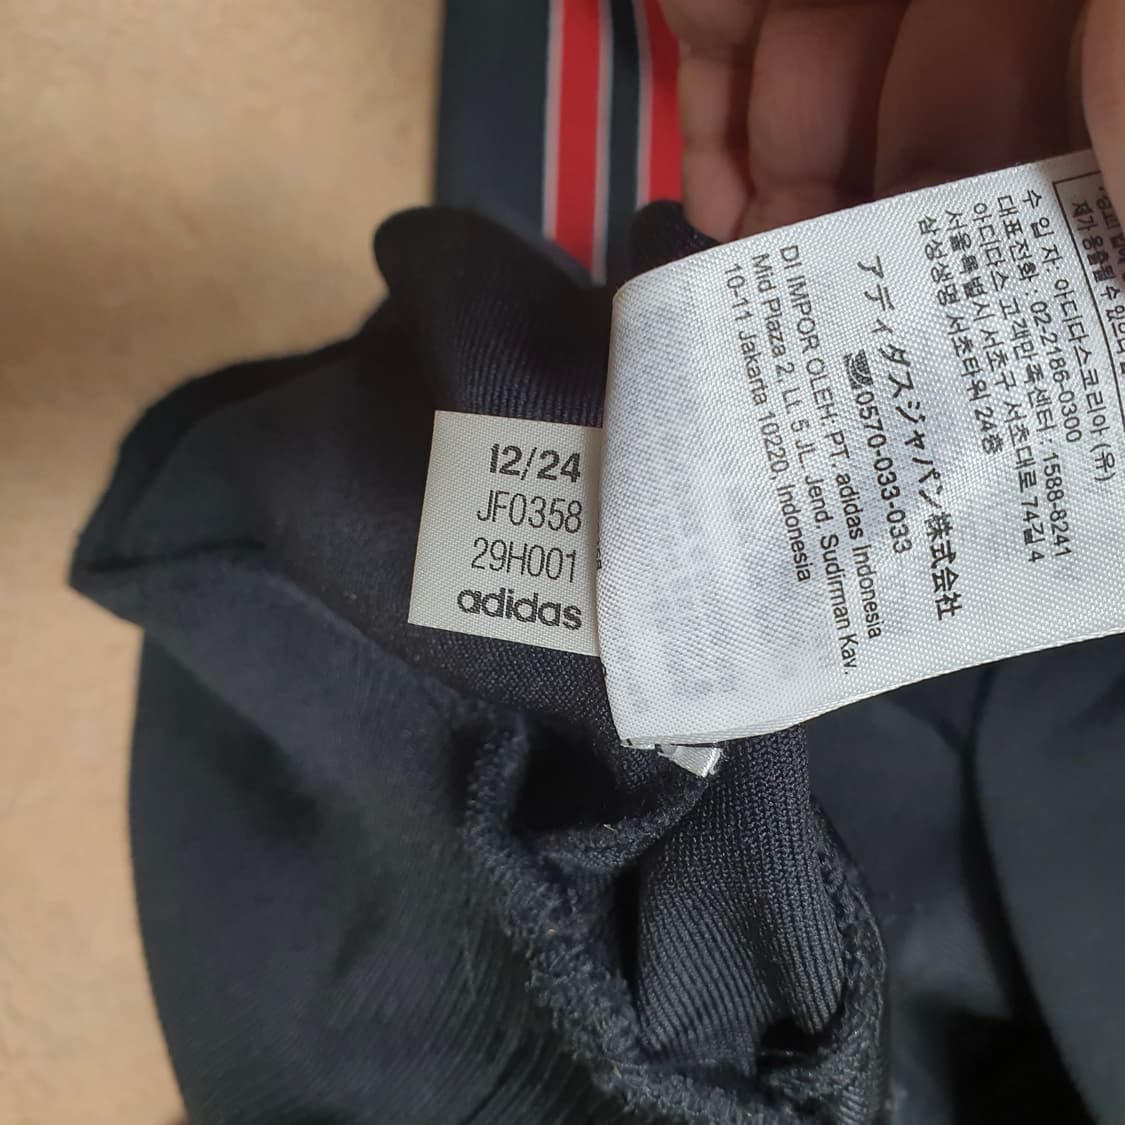 12/24
JF0358
29H001
adidas
수 입 자: 아디다스코리아 (유)
대표전화: 02-2186-0300
아디다스 고객만족센터: 1588-8241
서울특별시 서초구 서초대로 74길 4
삼성생명 서초타워 24층
アディダスジャパン株式会社
0570-033-033
DI IMPOR OLEH: PT. adidas Indonesia
Mid Plaza 2, Lt. 5 JL. Jend. Sudirman Kav.
10-11 Jakarta 10220, Indonesia